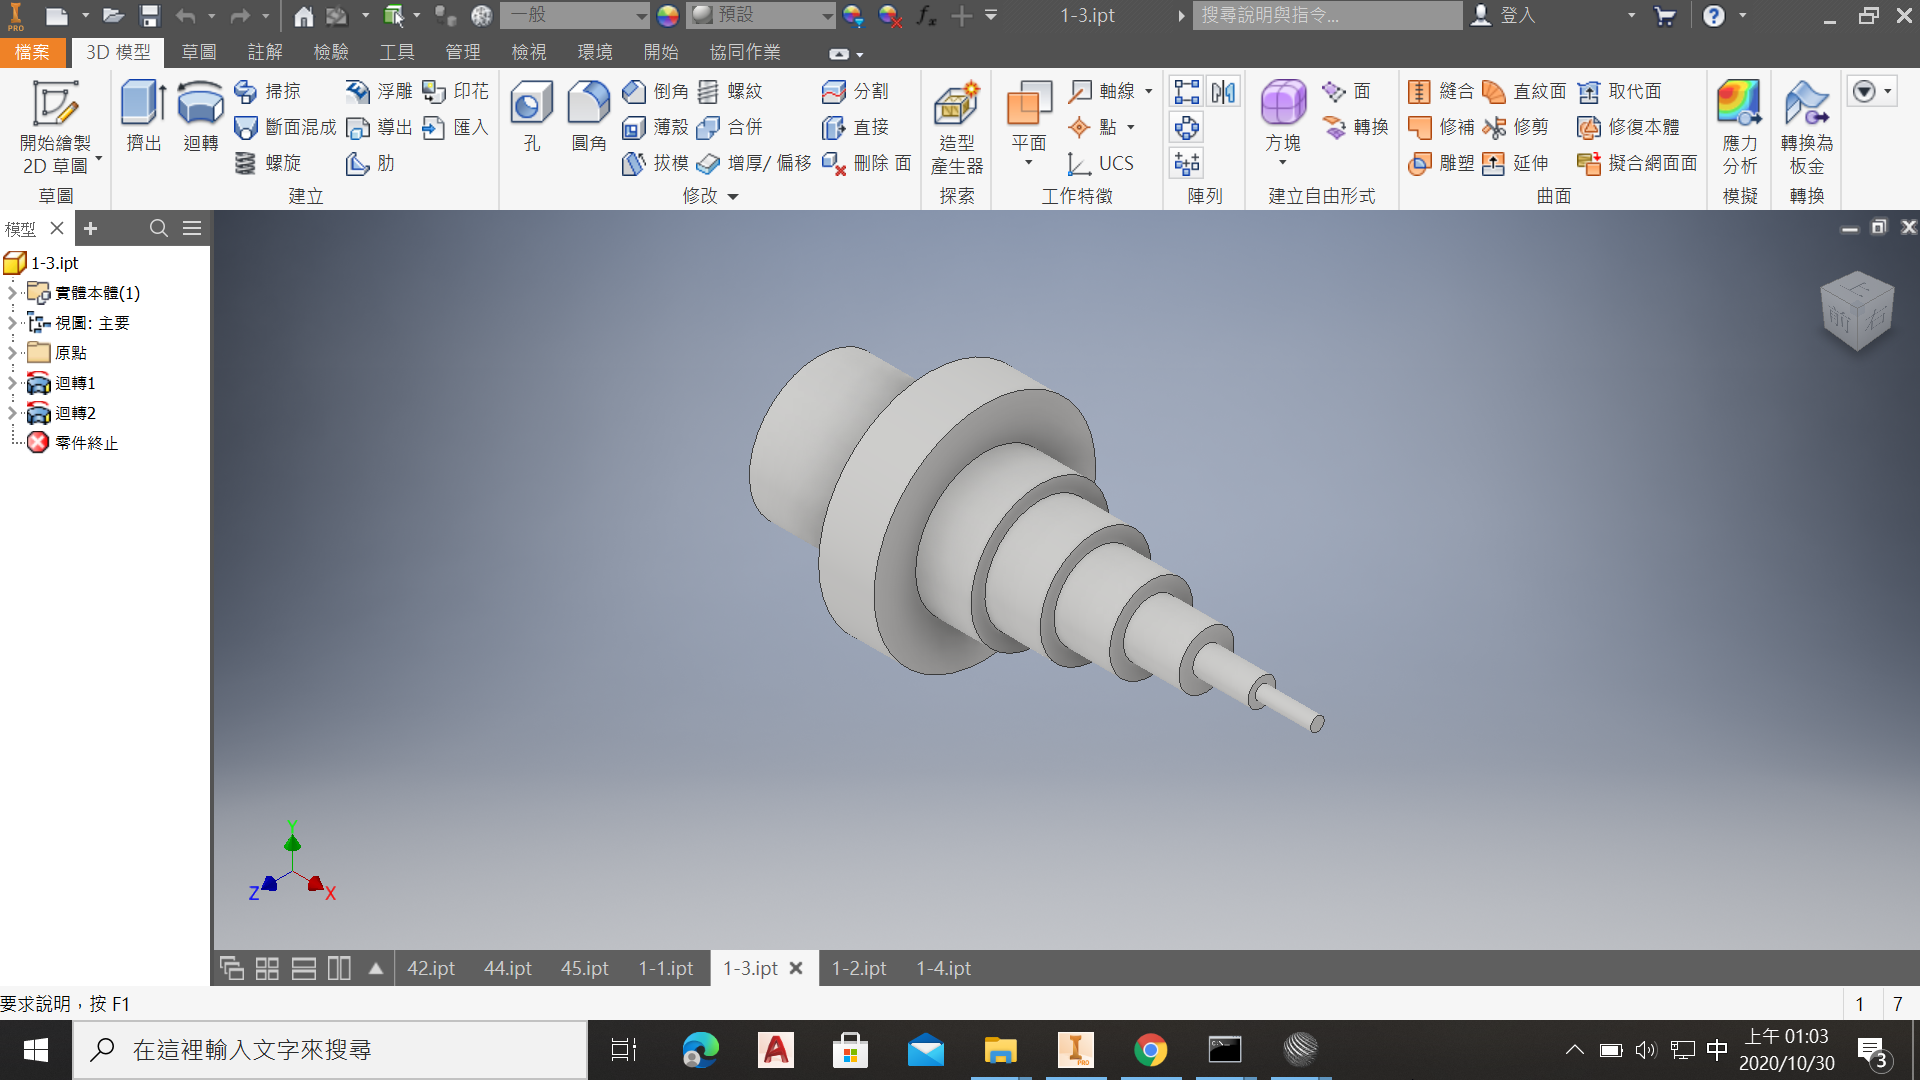 PRO 一般 預設 fx 1-3.ipt 搜尋說明與指令... 登入
檔案 3D 模型 草圖 註解 檢驗 工具 管理 檢視 環境 開始 協同作業
開始繪製
2D 草圖
草圖
擠出 迴轉 掃掠 浮雕 印花
斷面混成 導出 匯入
螺旋 肋
建立
孔 圓角 倒角 螺紋 分割
薄殼 合併 直接
拔模 增厚/ 偏移 刪除 面
修改
造型
產生器
探索
平面 軸線
點
UCS
工作特徵
陣列
方塊 面
轉換
建立自由形式
縫合 直紋面 取代面
修補 修剪 修復本體
雕塑 延伸 擬合網面面
曲面
應力
分析
模擬
轉換為
板金
轉換
模型
1-3.ipt
實體本體(1)
視圖: 主要
原點
迴轉1
迴轉2
零件終止
上
前 右
Y
Z X
42.ipt 44.ipt 45.ipt 1-1.ipt 1-3.ipt 1-2.ipt 1-4.ipt
要求說明，按 F1 1 7
在這裡輸入文字來搜尋
中 上午 01:03
2020/10/30
3